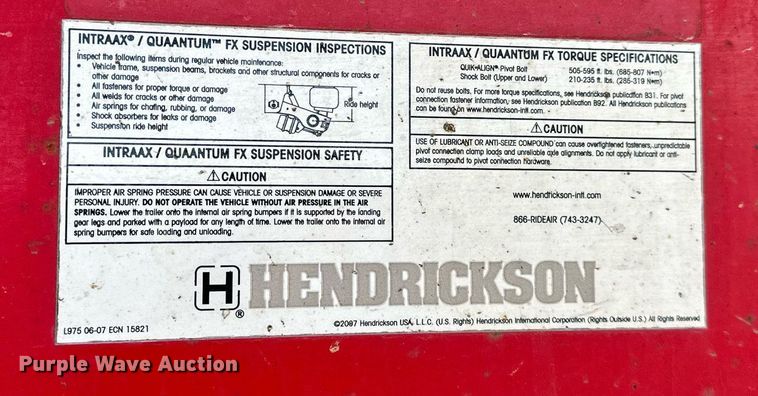 INTRAAX® / QUAANTUM™ FX SUSPENSION INSPECTIONS
Inspect the following items during regular vehicle maintenance:
• Vehicle frame, suspension beams, brackets and other structural components for cracks or
other damage
• All fasteners for proper torque or damage
• All welds for cracks or other damage
• Air springs for chafing, rubbing, or damage
• Shock absorbers for leaks or damage
• Suspension ride height
Ride height
INTRAAX / QUAANTUM FX SUSPENSION SAFETY
⚠CAUTION
IMPROPER AIR SPRING PRESSURE CAN CAUSE VEHICLE OR SUSPENSION DAMAGE OR SEVERE
PERSONAL INJURY. DO NOT OPERATE THE VEHICLE WITHOUT AIR PRESSURE IN THE AIR
SPRINGS. Lower the trailer onto the internal air spring bumpers if it is supported by the landing
gear legs and parked with a payload for any length of time. Lower the trailer onto the internal air
spring bumpers for safe loading and unloading.
INTRAAX / QUAANTUM FX TORQUE SPECIFICATIONS
QUIK-ALIGN® Pivot Bolt 505-595 ft. lbs. (685-807 N•m)
Shock Bolt (Upper and Lower) 210-235 ft. lbs. (285-319 N•m)
Do not reuse bolts. For more torque specifications, see Hendrickson publication B31. For pivot
connection fastener information, see Hendrickson publication B92. All Hendrickson publications
can be found on www.hendrickson-intl.com.
⚠CAUTION
USE OF LUBRICANT OR ANTI-SEIZE COMPOUND can cause overtightened fasteners, unpredictable
pivot connection clamp loads and unreliable axle alignments. Do not apply lubricant or anti-
seize compound to pivot connection hardware.
www.hendrickson-intl.com
866-RIDEAIR (743-3247)
H HENDRICKSON
®
L975 06-07 ECN 15821
©2007 Hendrickson USA, L.L.C. (U.S. Rights) Hendrickson International Corporation (Rights Outside U.S.) All Rights Reserved
Purple Wave Auction